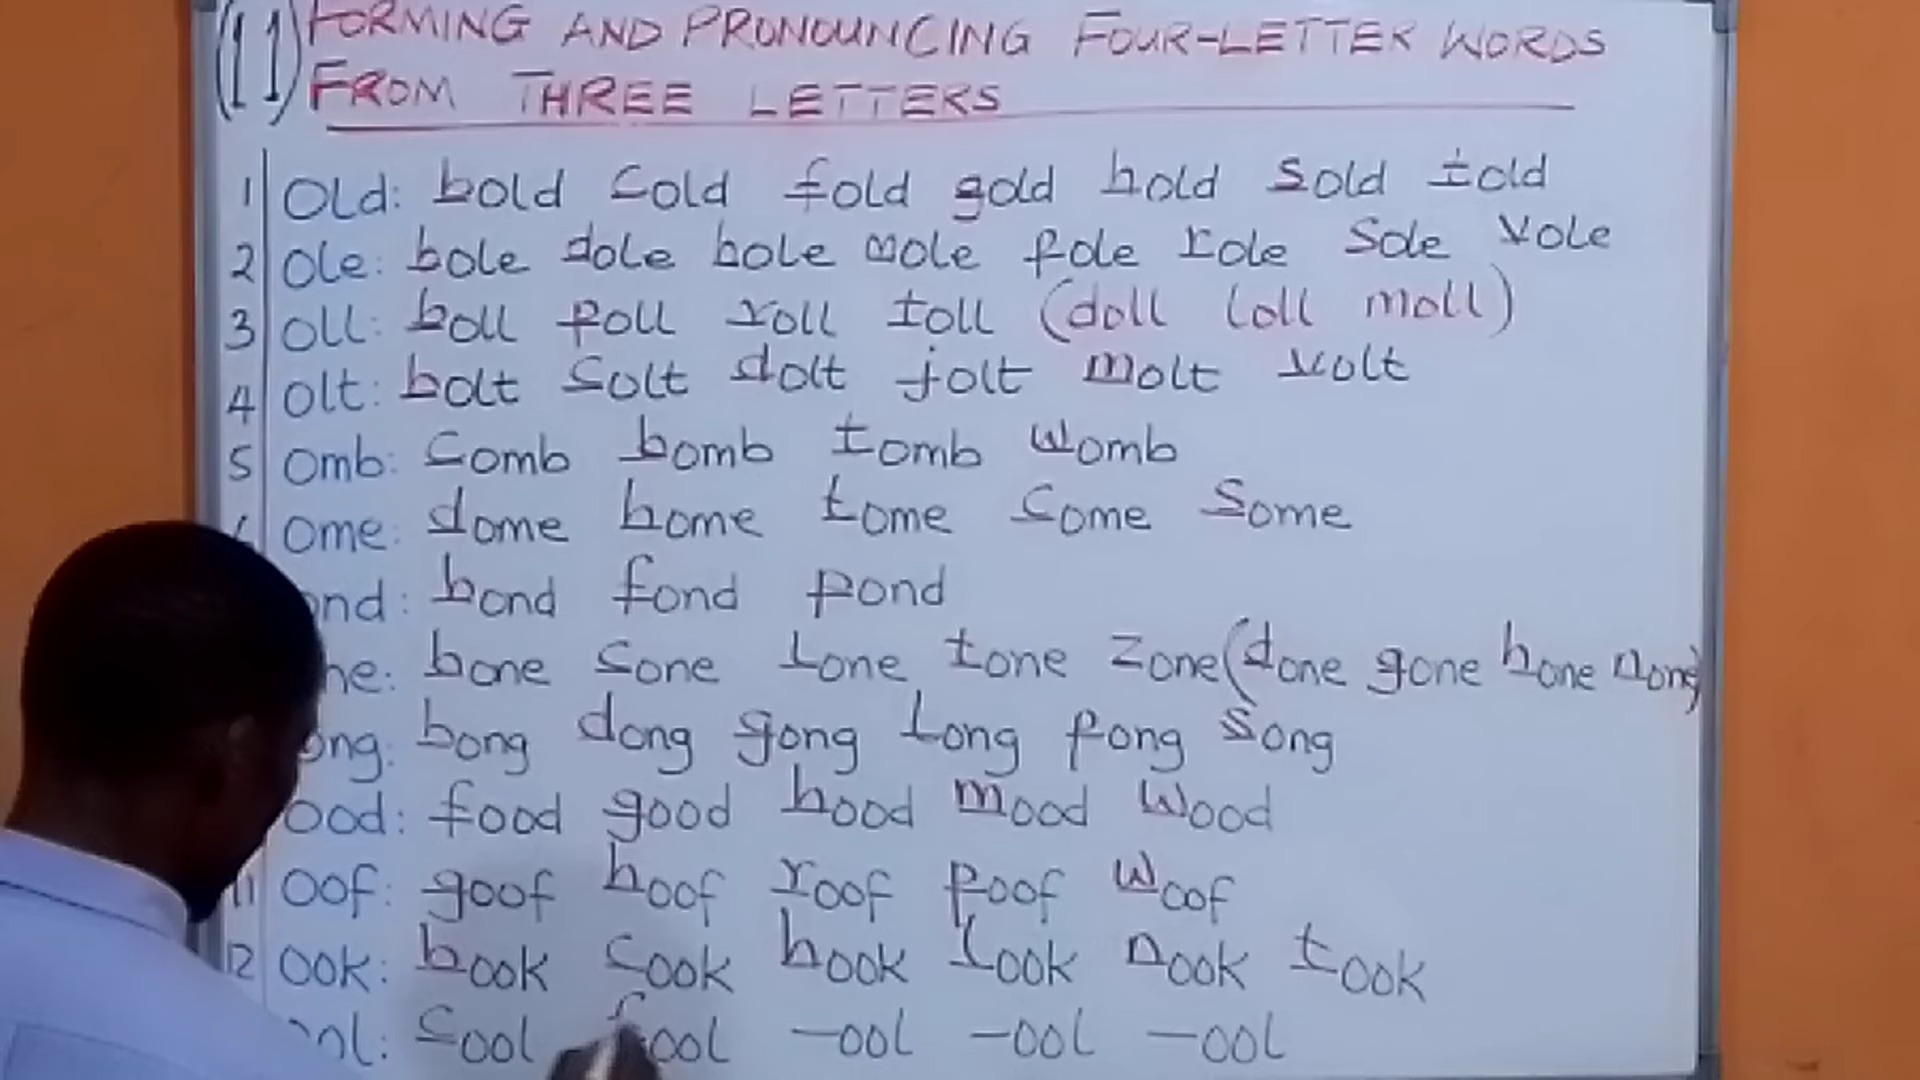 (11) FORMING AND PRONOUNCING FOUR-LETTER WORDS
FROM THREE LETTERS
1 Old: bold cold fold gold hold sold told
2 Ole: bole dole hole mole pole role sole vole
3 oll: boll poll roll toll (doll loll moll)
4 olt: bolt colt dolt jolt molt volt
5 Omb: comb bomb tomb womb
ome: dome home tome come some
ond: bond fond pond
ne: bone cone lone tone zone (done gone hone none)
ong: bong dong gong long pong song
ood: food good hood mood wood
11 oof: goof hoof roof poof woof
12 ook: book cook hook look nook took
ol: cool fool -ool -ool -ool